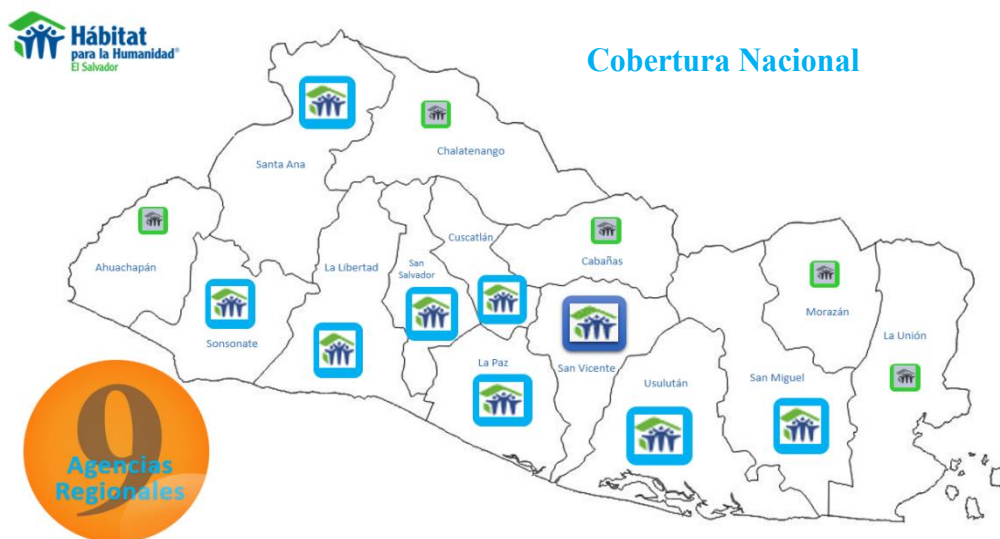 Hábitat
para la Humanidad®
El Salvador
Cobertura Nacional
Santa Ana
Chalatenango
Ahuachapán
Sonsonate
La Libertad
San
Salvador
Cuscatlán
Cabañas
La Paz
San Vicente
Usulután
San Miguel
Morazán
La Unión
9
Agencias
Regionales